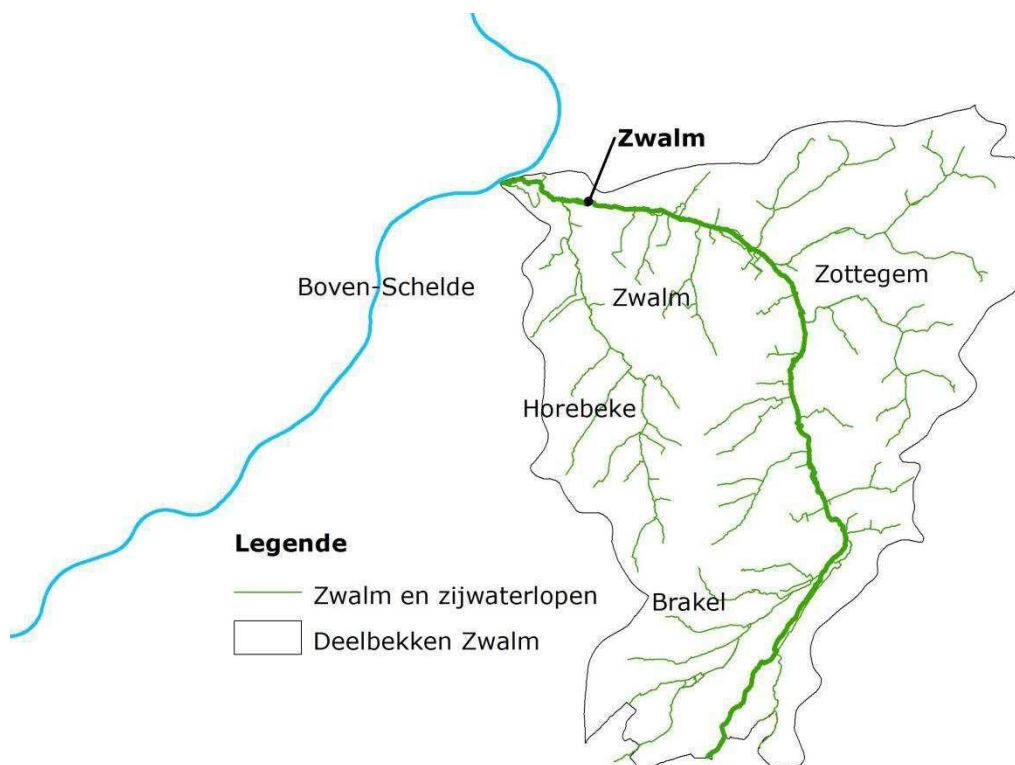 Zwalm
Boven-Schelde
Zwalm
Zottegem
Horebeke
Brakel
Legende
Zwalm en zijwaterlopen
Deelbekken Zwalm